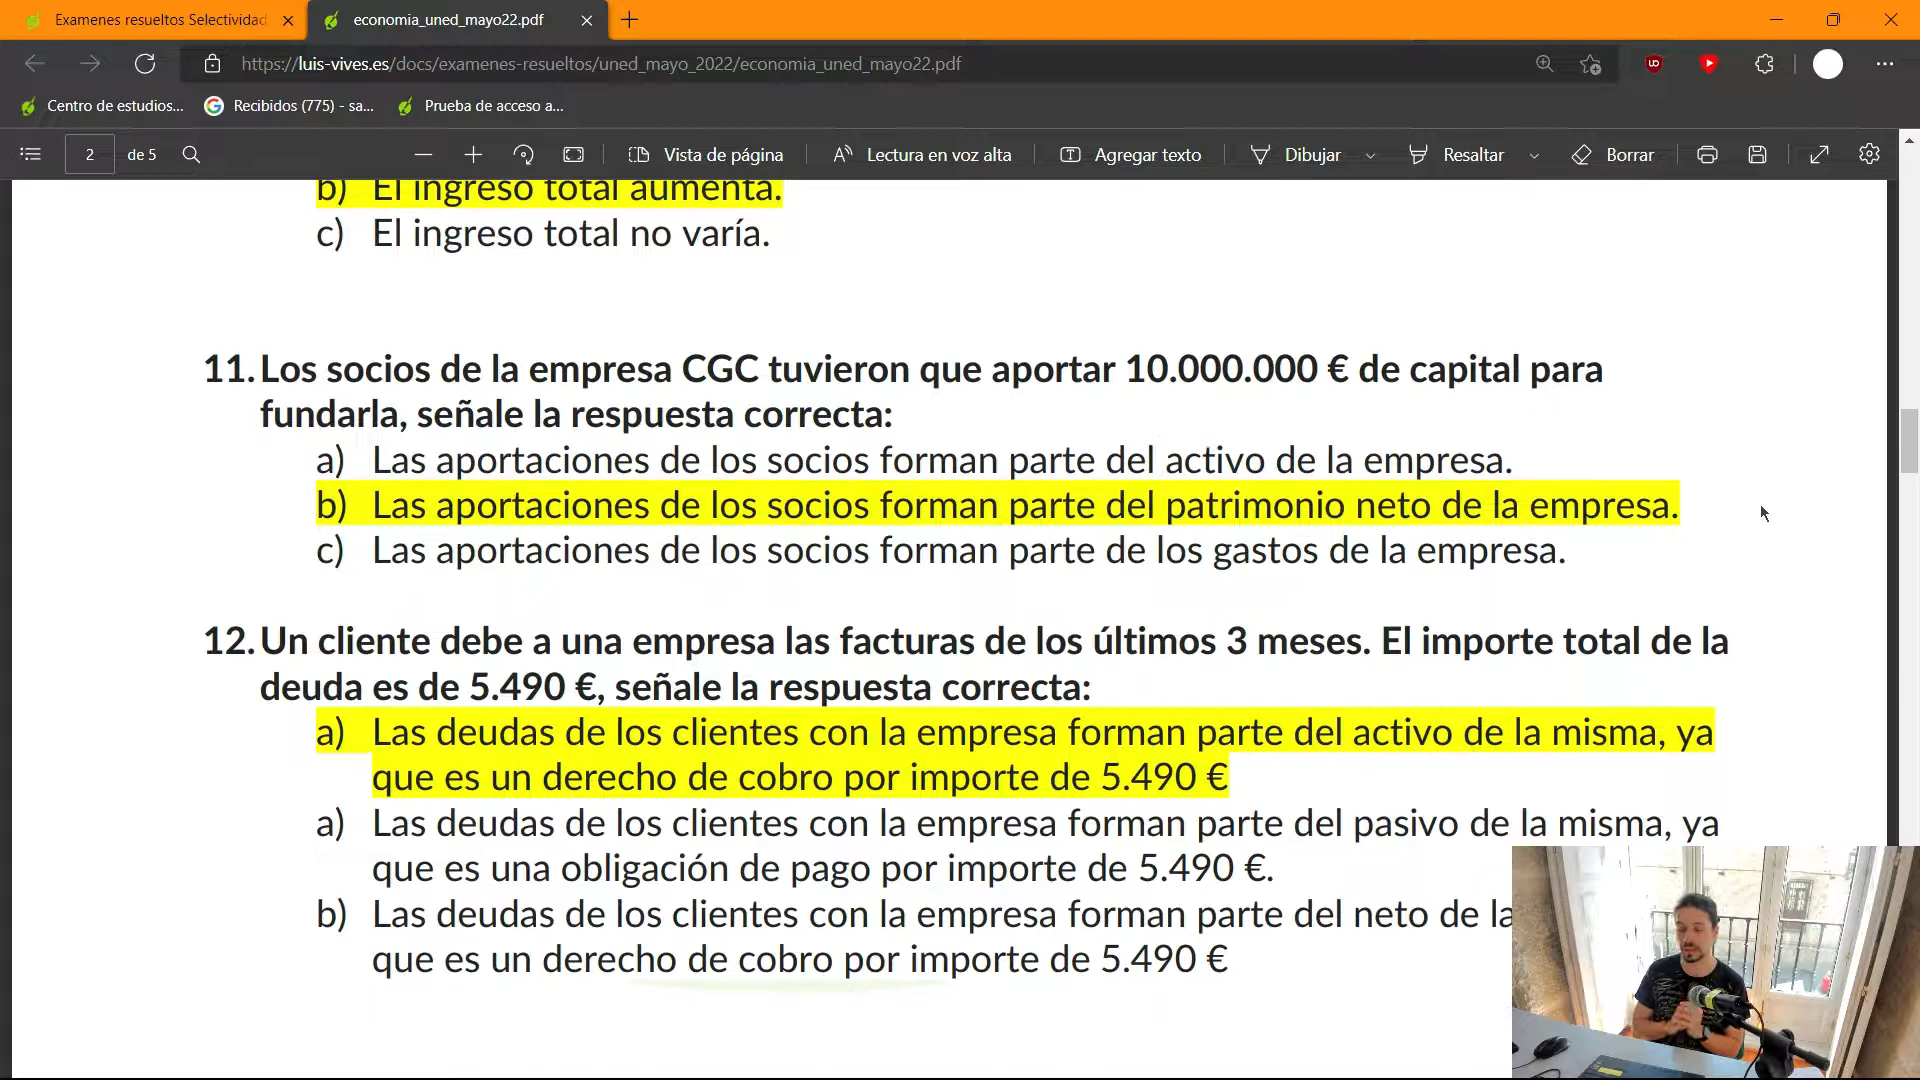 Examenes resueltos Selectividad
economia_uned_mayo22.pdf
https://luis-vives.es/docs/examenes-resueltos/uned_mayo_2022/economia_uned_mayo22.pdf
Centro de estudios...
Recibidos (775) - sa...
Prueba de acceso a...
2 de 5
Vista de página
Lectura en voz alta
Agregar texto
Dibujar
Resaltar
Borrar
b) El ingreso total aumenta.
c) El ingreso total no varía.
11. Los socios de la empresa CGC tuvieron que aportar 10.000.000 € de capital para
fundarla, señale la respuesta correcta:
a) Las aportaciones de los socios forman parte del activo de la empresa.
b) Las aportaciones de los socios forman parte del patrimonio neto de la empresa.
c) Las aportaciones de los socios forman parte de los gastos de la empresa.
12. Un cliente debe a una empresa las facturas de los últimos 3 meses. El importe total de la
deuda es de 5.490 €, señale la respuesta correcta:
a) Las deudas de los clientes con la empresa forman parte del activo de la misma, ya
que es un derecho de cobro por importe de 5.490 €
a) Las deudas de los clientes con la empresa forman parte del pasivo de la misma, ya
que es una obligación de pago por importe de 5.490 €.
b) Las deudas de los clientes con la empresa forman parte del neto de la
que es un derecho de cobro por importe de 5.490 €